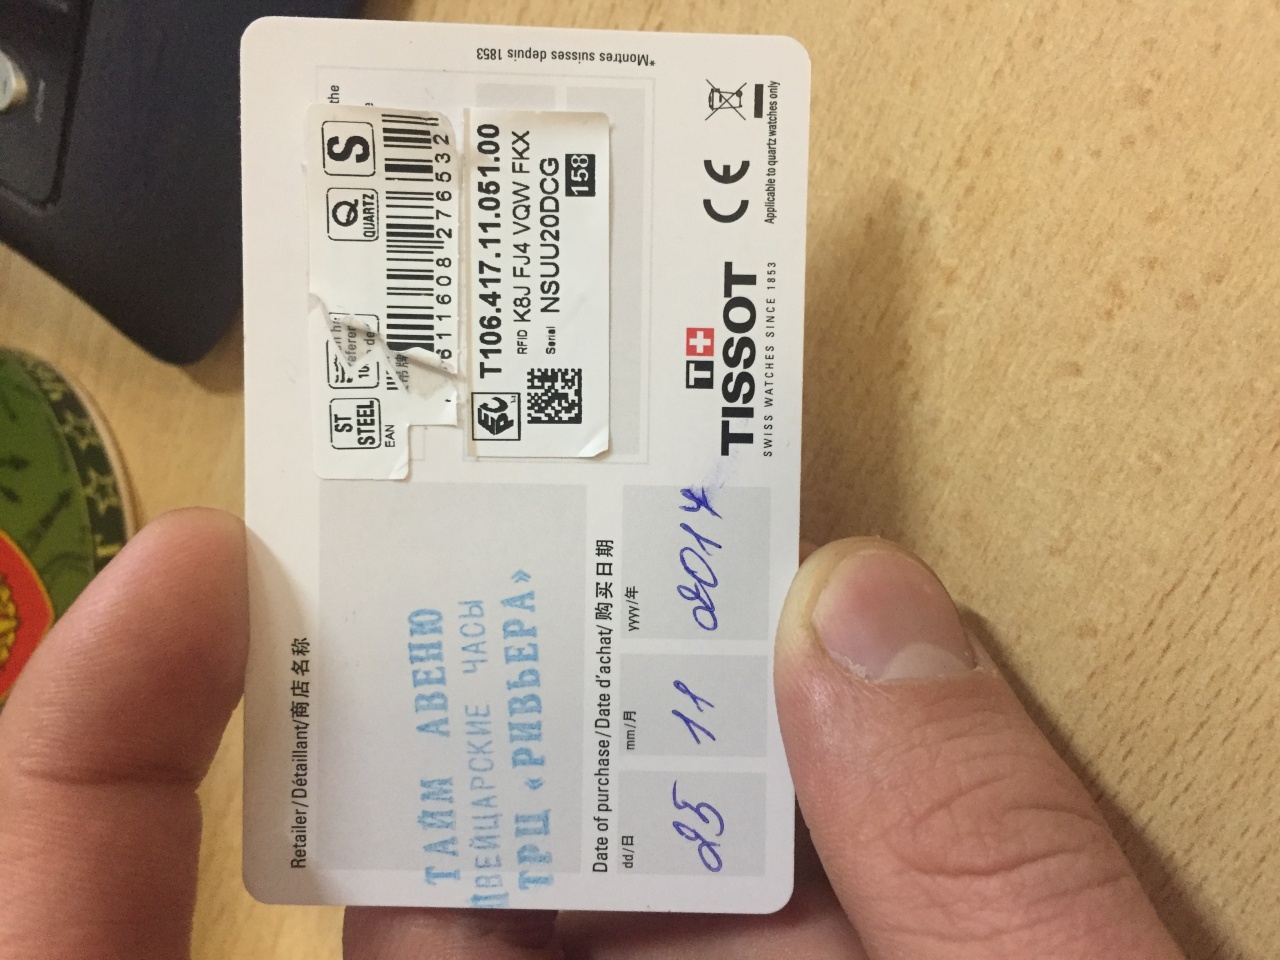 *Montres suisses depuis 1853
the
S
Q
QUARTZ
ST
STEEL
EAN
611608276532
T106.417.11.051.00
RFID K8J FJ4 VQW FKX
Serial NSUU20DCG
158
CE
Applicable to quartz watches only
T+
TISSOT
SWISS WATCHES SINCE 1853
Retailer/Détaillant/商店名称
ТАЙМ АВЕНЮ
ШВЕЙЦАРСКИЕ ЧАСЫ
ТРЦ «РИВЬЕРА»
Date of purchase/Date d'achat/购买日期
dd/日 mm/月 yyyy/年
25 11 2017